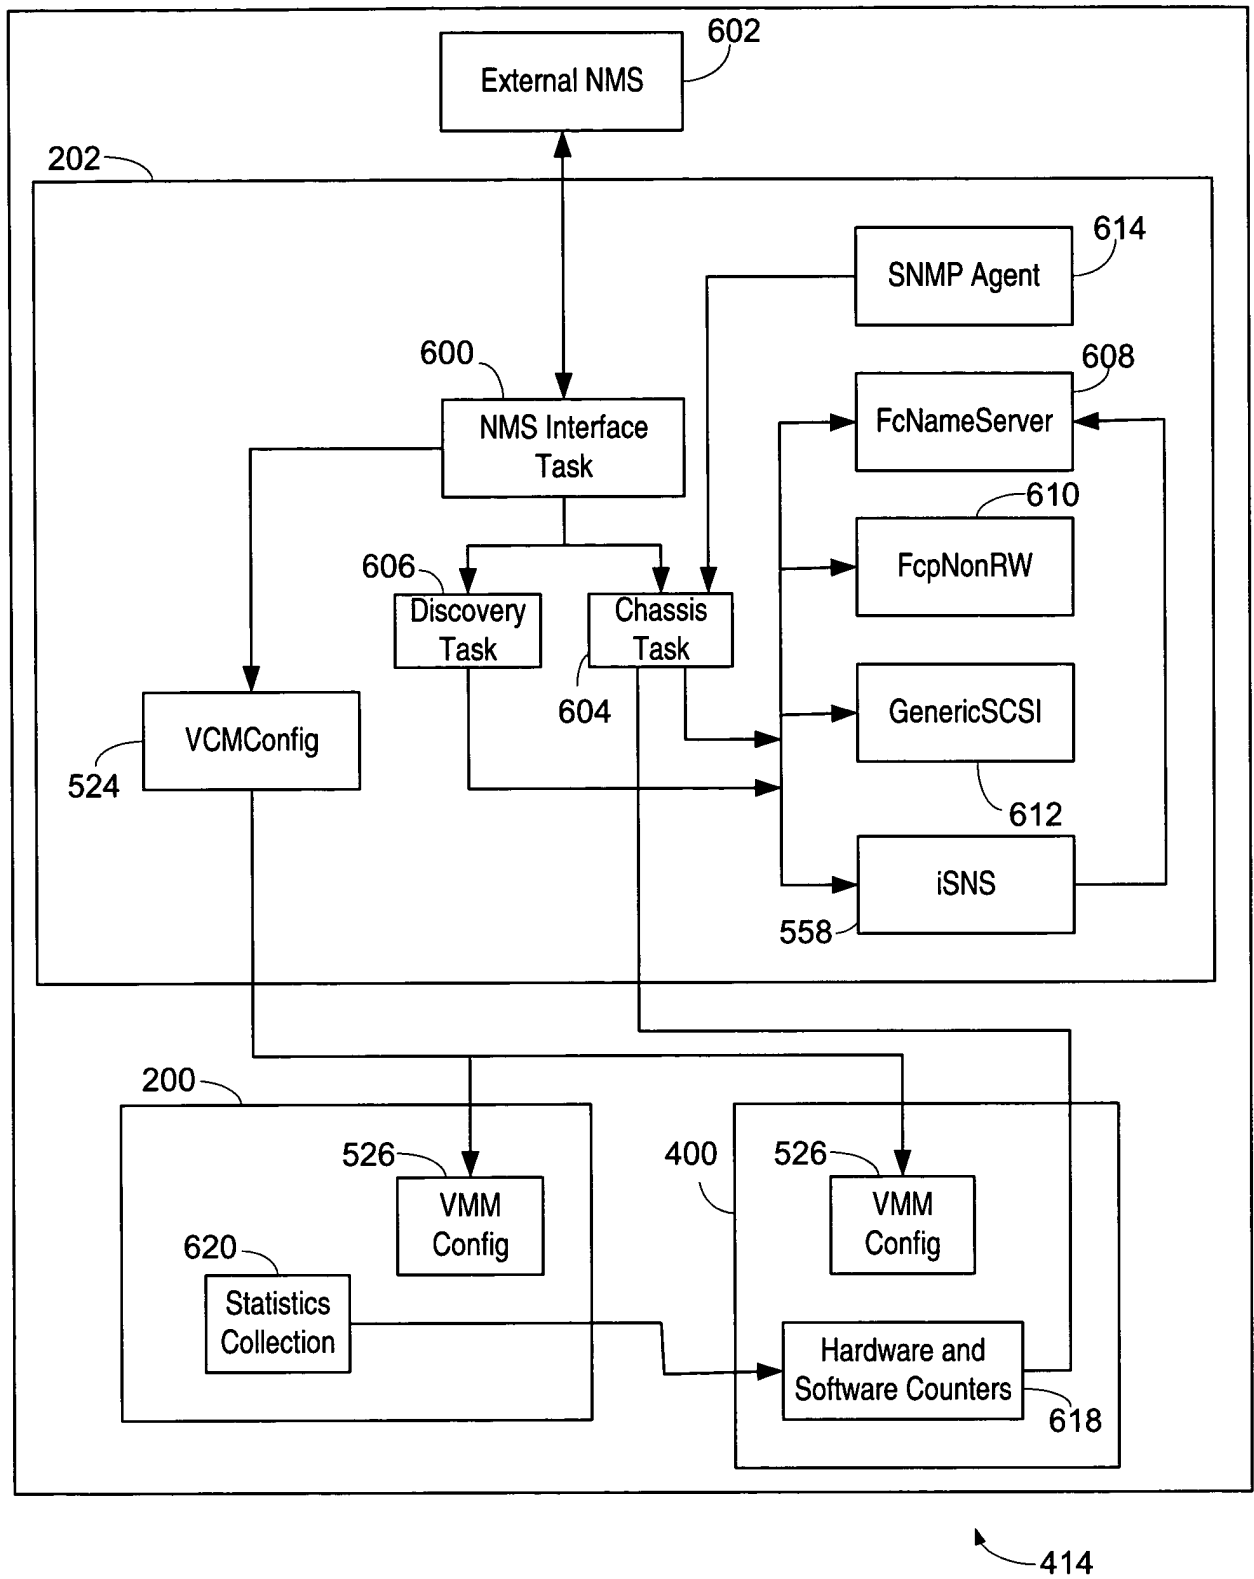 602
External NMS
202
614
SNMP Agent
600
608
NMS Interface
Task
FcNameServer
610
606
FcpNonRW
Discovery
Task
Chassis
Task
604
GenericSCSI
VCMConfig
524
612
iSNS
558
200
526
400
526
VMM
Config
VMM
Config
620
Statistics
Collection
Hardware and
Software Counters
618
414